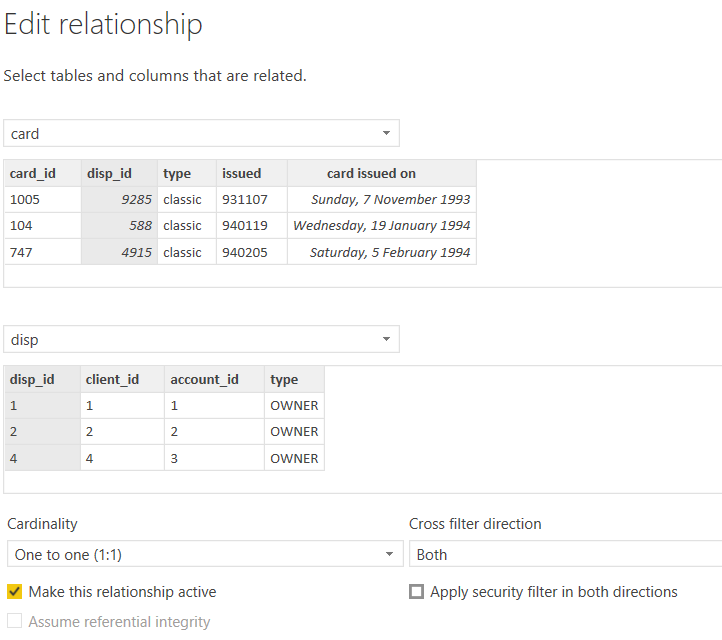 Edit relationship
Select tables and columns that are related.
card
card_id disp_id type issued card issued on
1005 9285 classic 931107 Sunday, 7 November 1993
104 588 classic 940119 Wednesday, 19 January 1994
747 4915 classic 940205 Saturday, 5 February 1994
disp
disp_id client_id account_id type
1 1 1 OWNER
2 2 2 OWNER
4 4 3 OWNER
Cardinality Cross filter direction
One to one (1:1) Both
Make this relationship active Apply security filter in both directions
Assume referential integrity